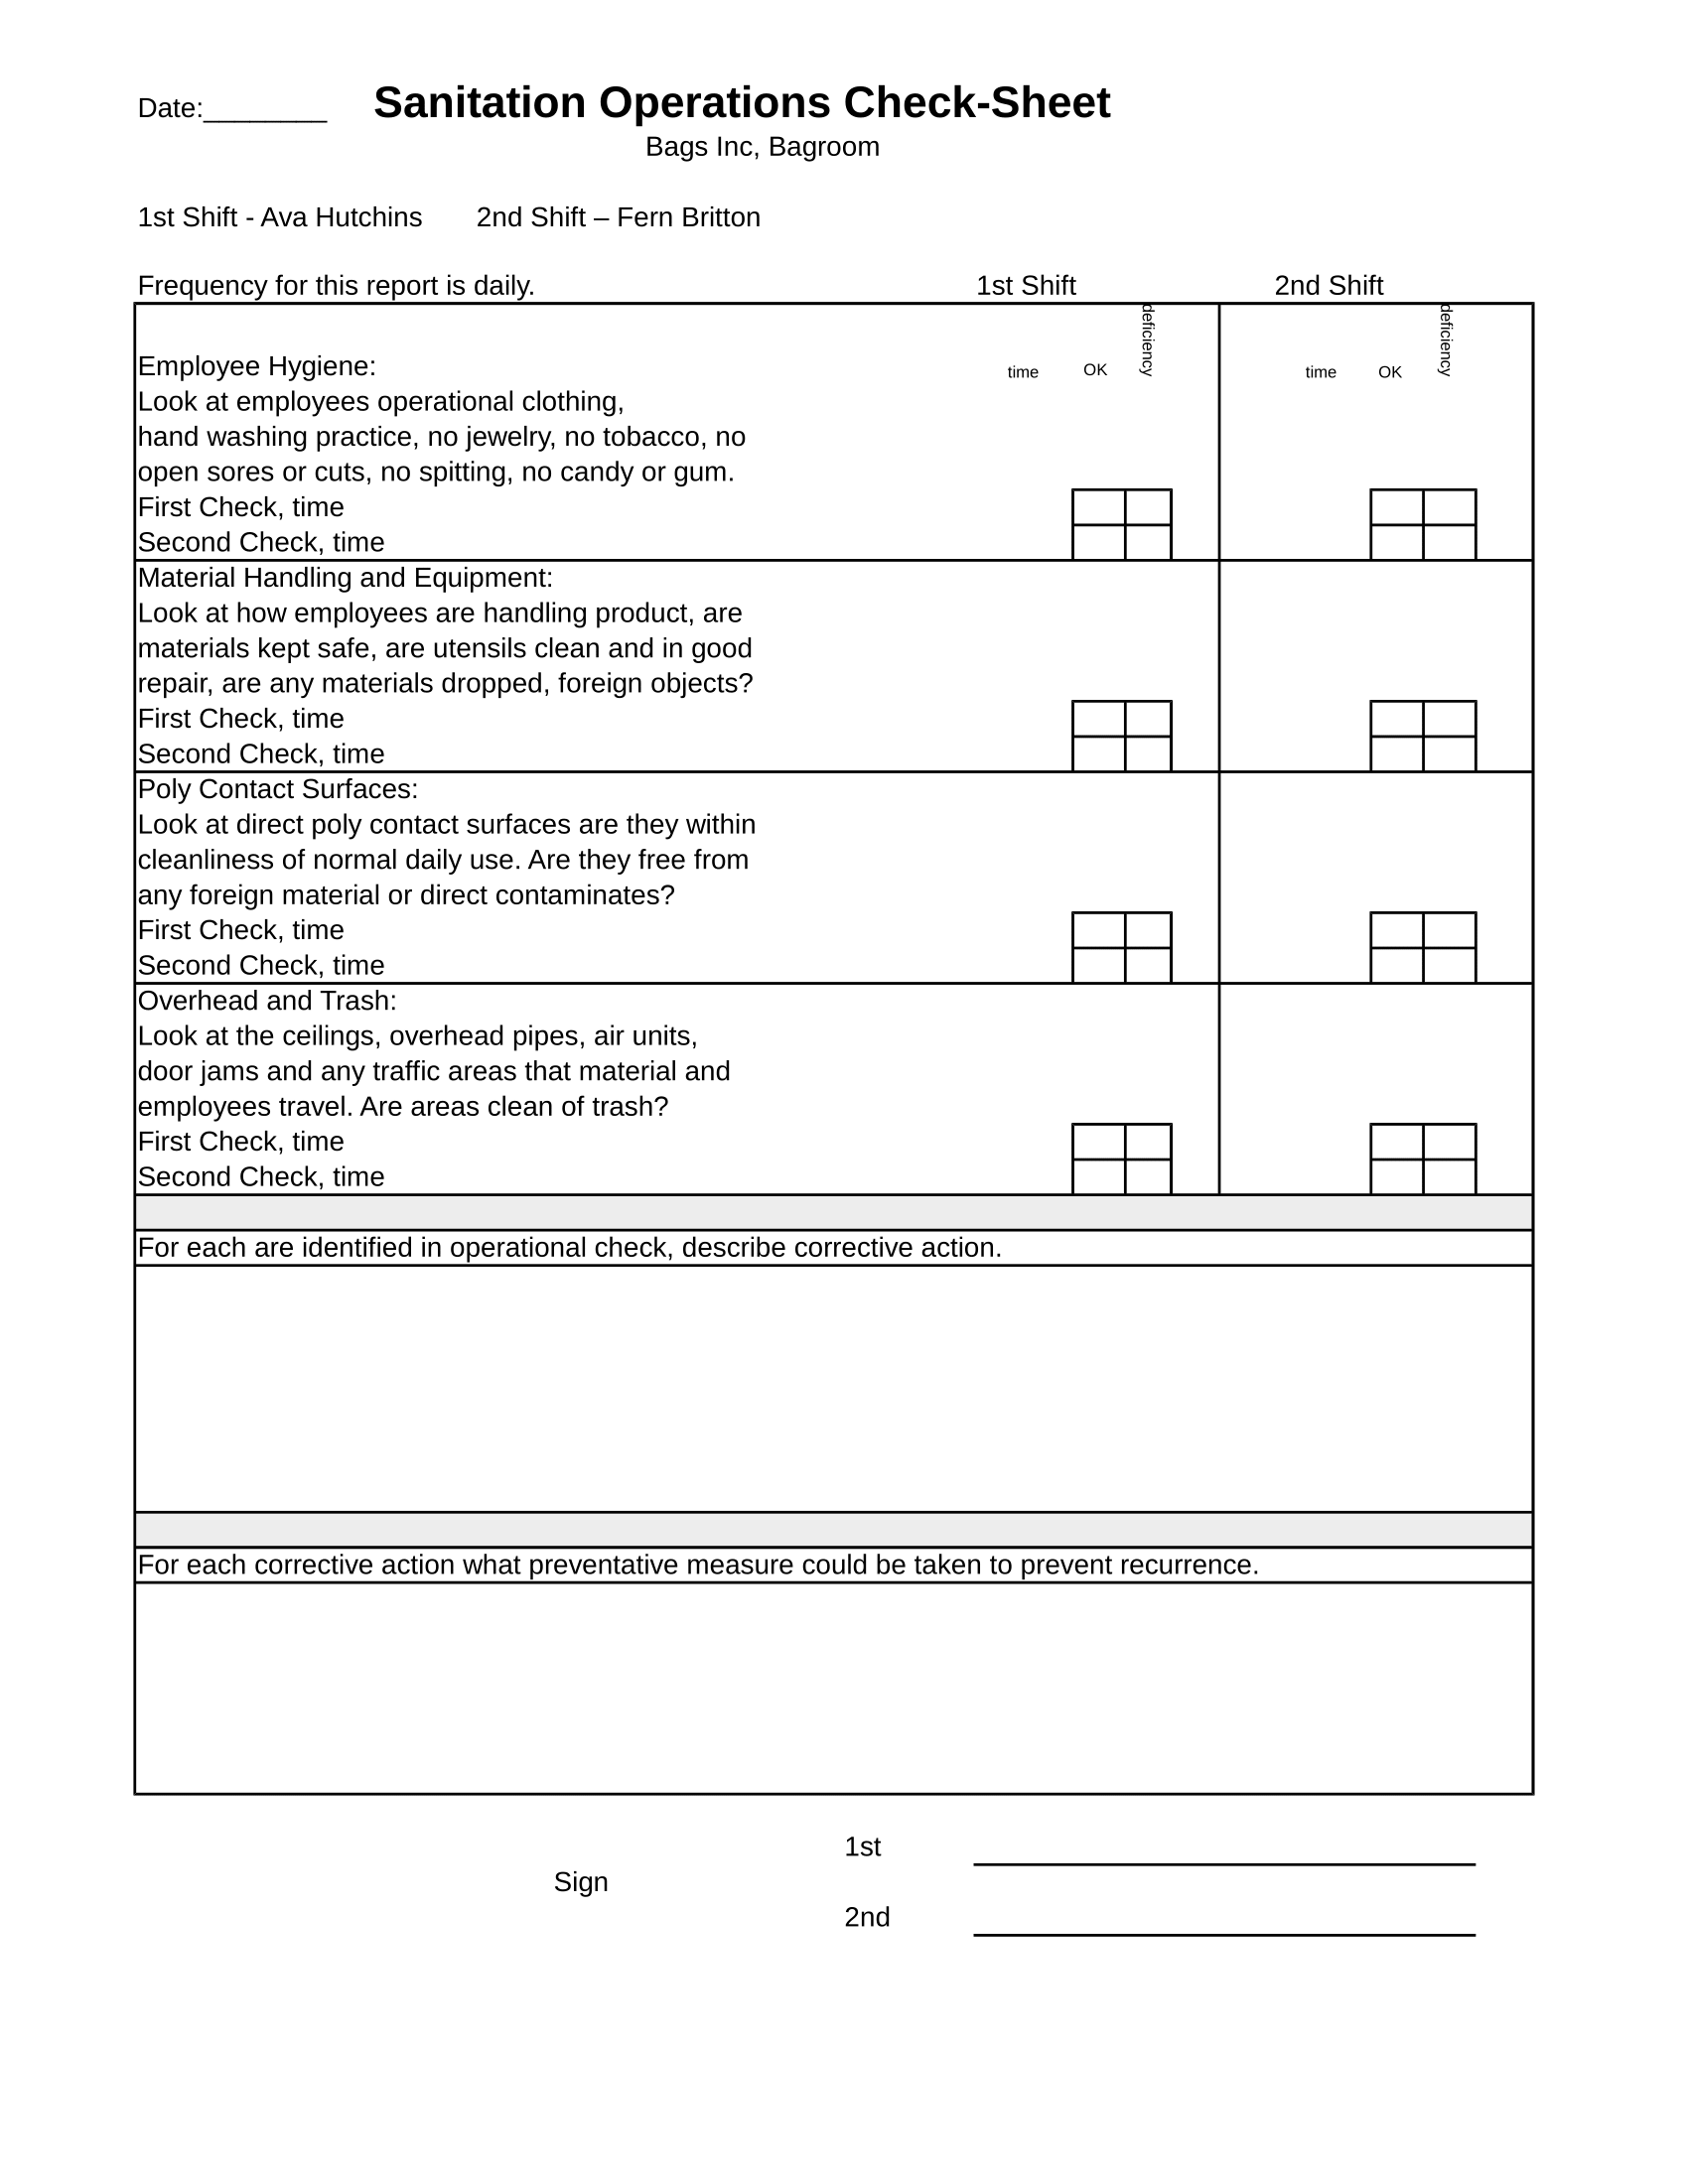 Date:________ Sanitation Operations Check-Sheet
Bags Inc, Bagroom
1st Shift - Ava Hutchins 2nd Shift – Fern Britton
Frequency for this report is daily. 1st Shift 2nd Shift
Employee Hygiene: time OK deficiency time OK deficiency
Look at employees operational clothing,
hand washing practice, no jewelry, no tobacco, no
open sores or cuts, no spitting, no candy or gum.
First Check, time
Second Check, time
Material Handling and Equipment:
Look at how employees are handling product, are
materials kept safe, are utensils clean and in good
repair, are any materials dropped, foreign objects?
First Check, time
Second Check, time
Poly Contact Surfaces:
Look at direct poly contact surfaces are they within
cleanliness of normal daily use. Are they free from
any foreign material or direct contaminates?
First Check, time
Second Check, time
Overhead and Trash:
Look at the ceilings, overhead pipes, air units,
door jams and any traffic areas that material and
employees travel. Are areas clean of trash?
First Check, time
Second Check, time
For each are identified in operational check, describe corrective action.
For each corrective action what preventative measure could be taken to prevent recurrence.
1st
Sign
2nd